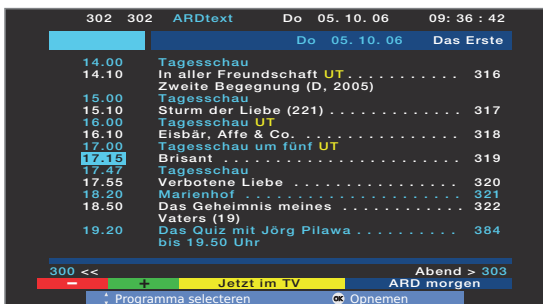 302 302 ARDtext Do 05. 10. 06 09: 36 : 42
Do 05. 10. 06 Das Erste
14.00 Tagesschau
14.10 In aller Freundschaft UT. . . . . . . . . . . 316
Zweite Begegnung (D, 2005)
15.00 Tagesschau
15.10 Sturm der Liebe (221) . . . . . . . . . . . . . 317
16.00 Tagesschau UT
16.10 Eisbär, Affe & Co. . . . . . . . . . . . . . . . . 318
17.00 Tagesschau um fünf UT
17.15 Brisant . . . . . . . . . . . . . . . . . . . . . . . 319
17.47 Tagesschau
17.55 Verbotene Liebe . . . . . . . . . . . . . . . . . 320
18.20 Marienhof . . . . . . . . . . . . . . . . . . . . . 321
18.50 Das Geheimnis meines . . . . . . . . . . . . 322
Vaters (19)
19.20 Das Quiz mit Jörg Pilawa . . . . . . . . . . . 384
bis 19.50 Uhr
300 << Abend > 303
– + Jetzt im TV ARD morgen
Programma selecteren OK Opnemen